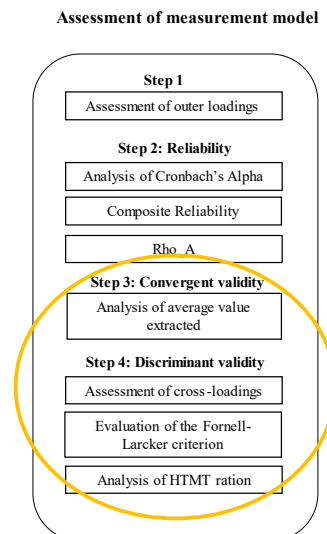 Assessment of measurement model
Step 1
Assessment of outer loadings
Step 2: Reliability
Analysis of Cronbach's Alpha
Composite Reliability
Rho_A
Step 3: Convergent validity
Analysis of average value
extracted
Step 4: Discriminant validity
Assessment of cross-loadings
Evaluation of the Fornell-
Larcker criterion
Analysis of HTMT ration